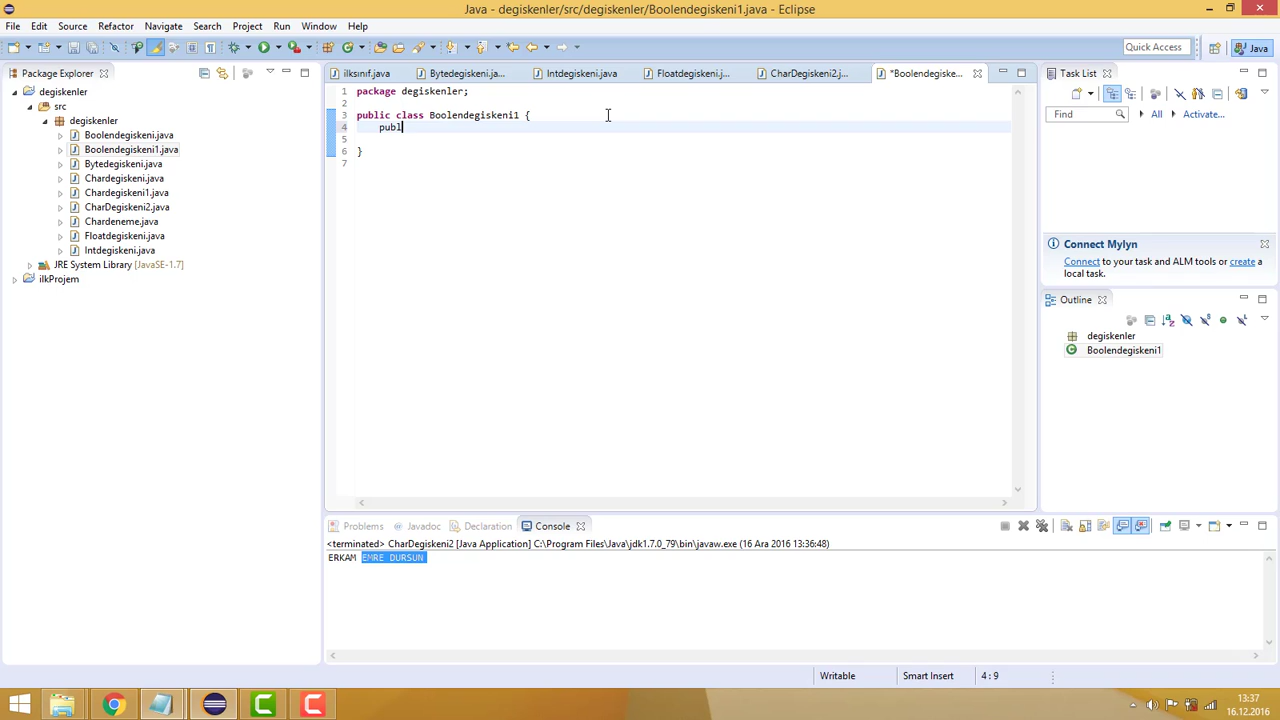 Java - degiskenler/src/degiskenler/Boolendegiskeni1.java - Eclipse
File Edit Source Refactor Navigate Search Project Run Window Help
Quick Access
Java
Package Explorer
degiskenler
src
degiskenler
Boolendegiskeni.java
Boolendegiskeni1.java
Bytedegiskeni.java
Chardegiskeni.java
Chardegiskeni1.java
CharDegiskeni2.java
Chardeneme.java
Floatdegiskeni.java
Intdegiskeni.java
JRE System Library [JavaSE-1.7]
ilkProjem
ilksınıf.java
Bytedegiskeni.ja...
Intdegiskeni.java
Floatdegiskeni.j...
CharDegiskeni2.j...
*Boolendegiske...
1 package degiskenler;
2
3 public class Boolendegiskeni1 {
4 publ
5
6 }
7
Task List
Find
All
Activate...
Connect Mylyn
Connect to your task and ALM tools or create a
local task.
Outline
degiskenler
Boolendegiskeni1
Problems
Javadoc
Declaration
Console
<terminated> CharDegiskeni2 [Java Application] C:\Program Files\Java\jdk1.7.0_79\bin\javaw.exe (16 Ara 2016 13:36:48)
ERKAM EMRE DURSUN
Writable
Smart Insert
4 : 9
13:37
16.12.2016